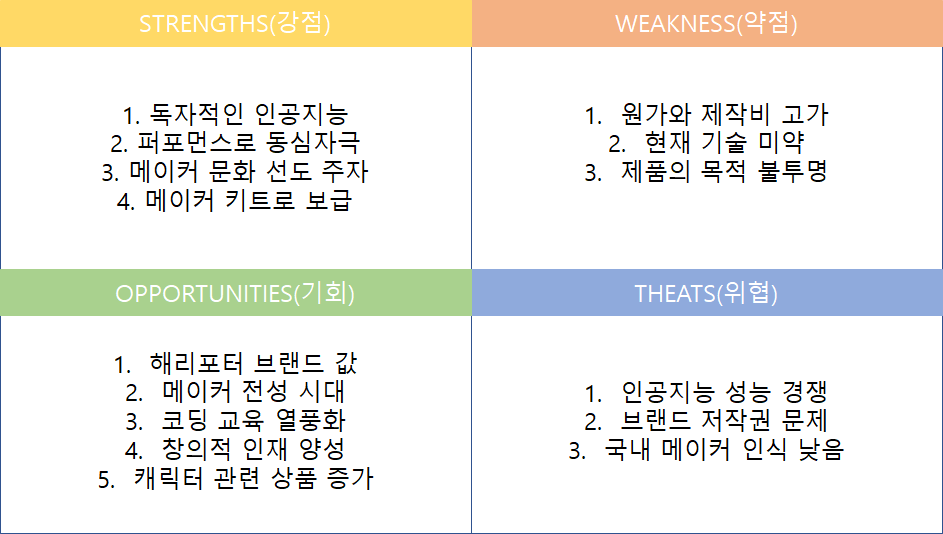 STRENGTHS(강점)
1. 독자적인 인공지능
2. 퍼포먼스로 동심자극
3. 메이커 문화 선도 주자
4. 메이커 키트로 보급
WEAKNESS(약점)
1. 원가와 제작비 고가
2. 현재 기술 미약
3. 제품의 목적 불투명
OPPORTUNITIES(기회)
1. 해리포터 브랜드 값
2. 메이커 전성 시대
3. 코딩 교육 열풍화
4. 창의적 인재 양성
5. 캐릭터 관련 상품 증가
THEATS(위협)
1. 인공지능 성능 경쟁
2. 브랜드 저작권 문제
3. 국내 메이커 인식 낮음